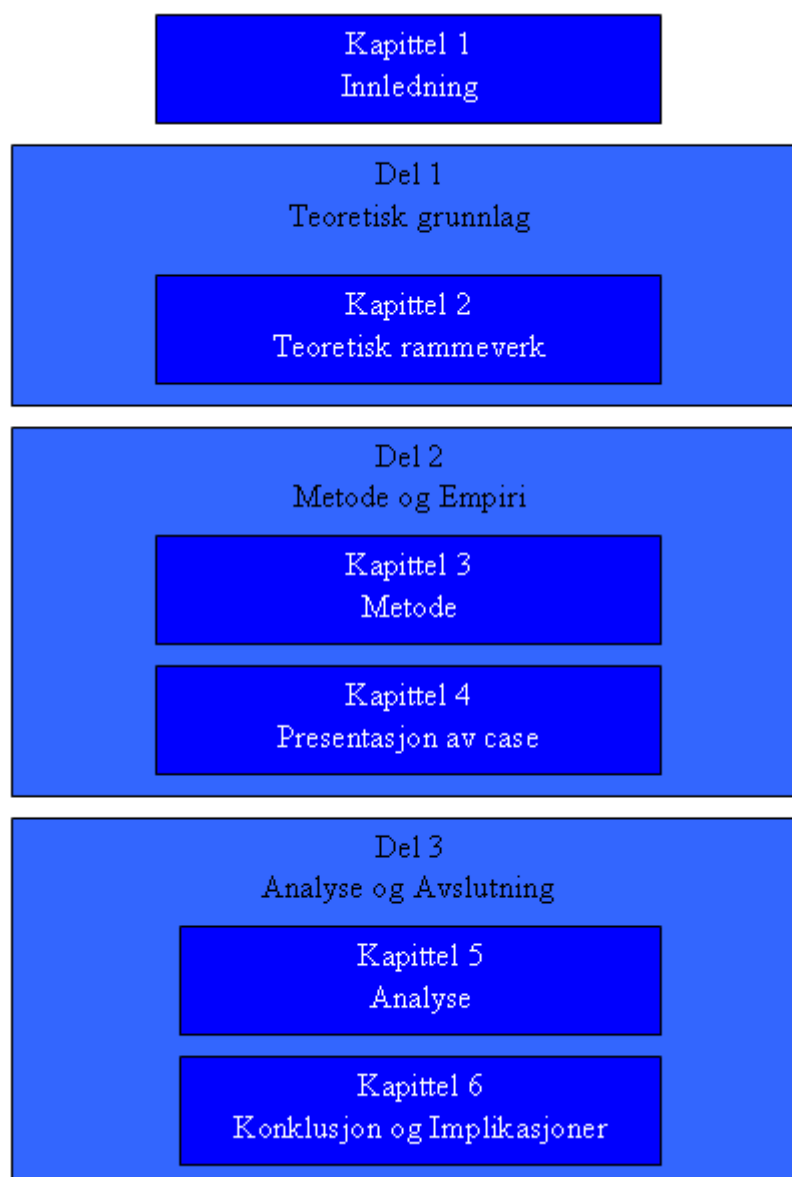 Kapittel 1
Innledning
Del 1
Teoretisk grunnlag
Kapittel 2
Teoretisk rammeverk
Del 2
Metode og Empiri
Kapittel 3
Metode
Kapittel 4
Presentasjon av case
Del 3
Analyse og Avslutning
Kapittel 5
Analyse
Kapittel 6
Konklusjon og Implikasjoner